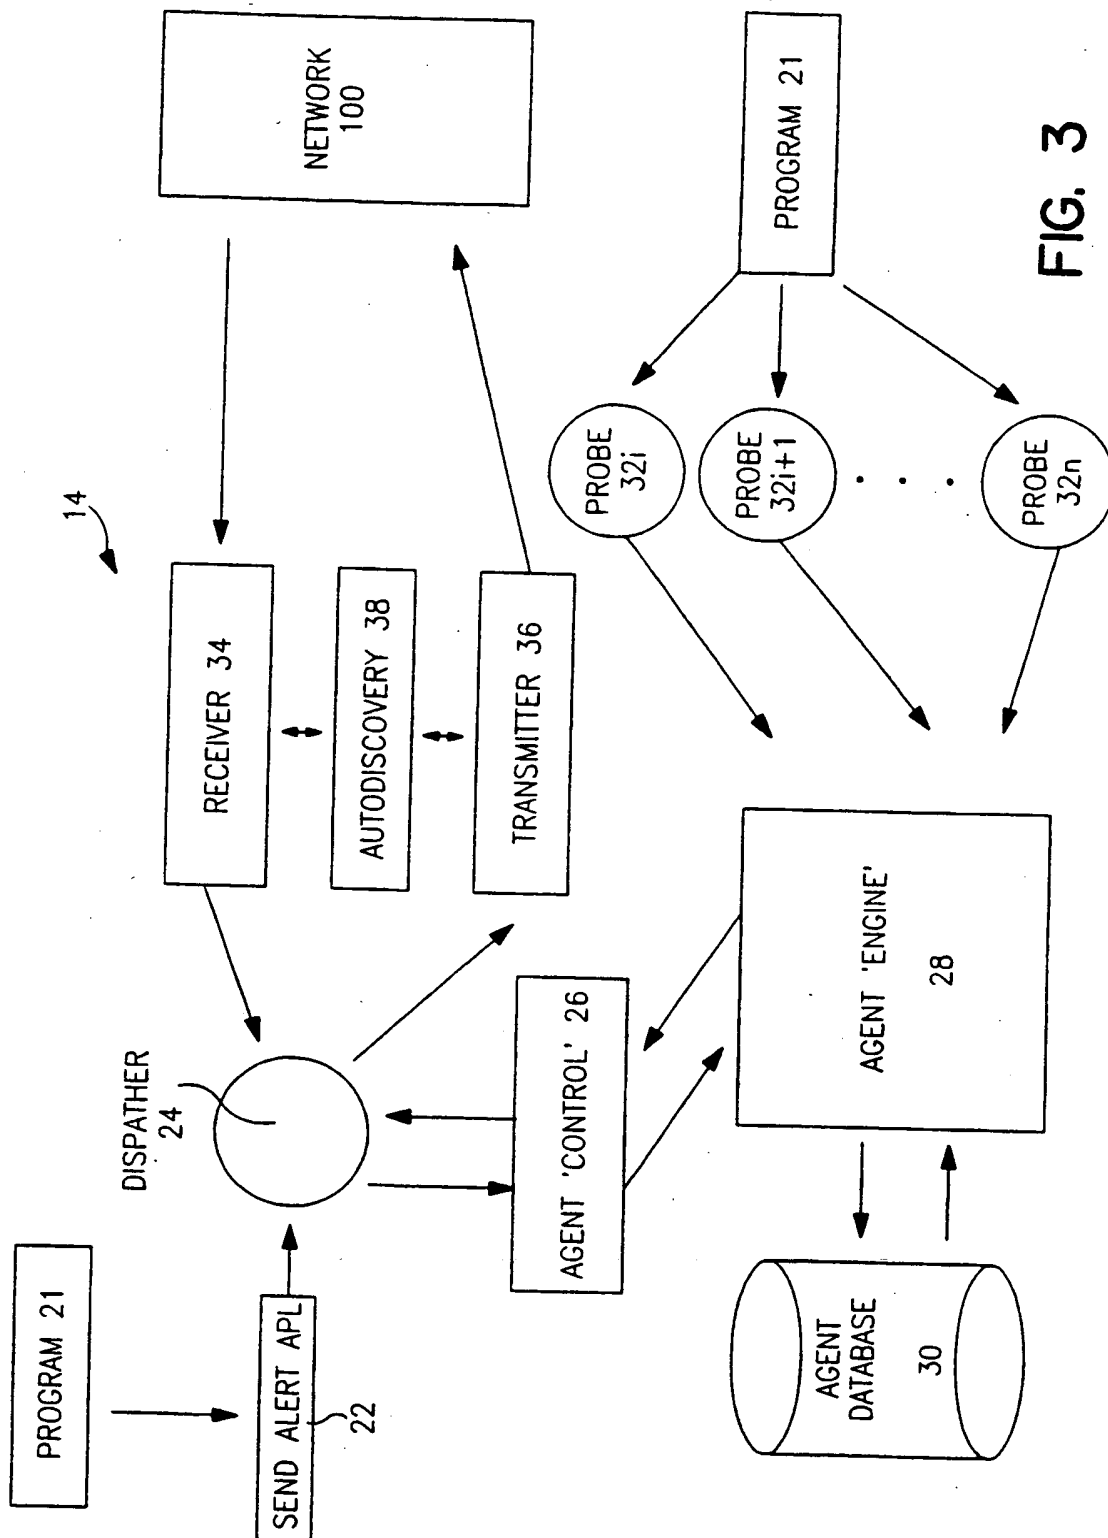 PROGRAM 21
SEND ALERT APL
22
DISPATHER
24
14
RECEIVER 34
AUTODISCOVERY 38
TRANSMITTER 36
NETWORK
100
AGENT 'CONTROL' 26
AGENT
DATABASE
30
AGENT 'ENGINE'
28
PROBE
32i
PROBE
32i+1
PROBE
32n
PROGRAM 21
FIG. 3